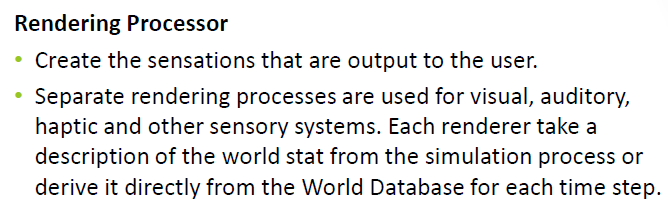 Rendering Processor
• Create the sensations that are output to the user.
• Separate rendering processes are used for visual, auditory,
haptic and other sensory systems. Each renderer take a
description of the world stat from the simulation process or
derive it directly from the World Database for each time step.